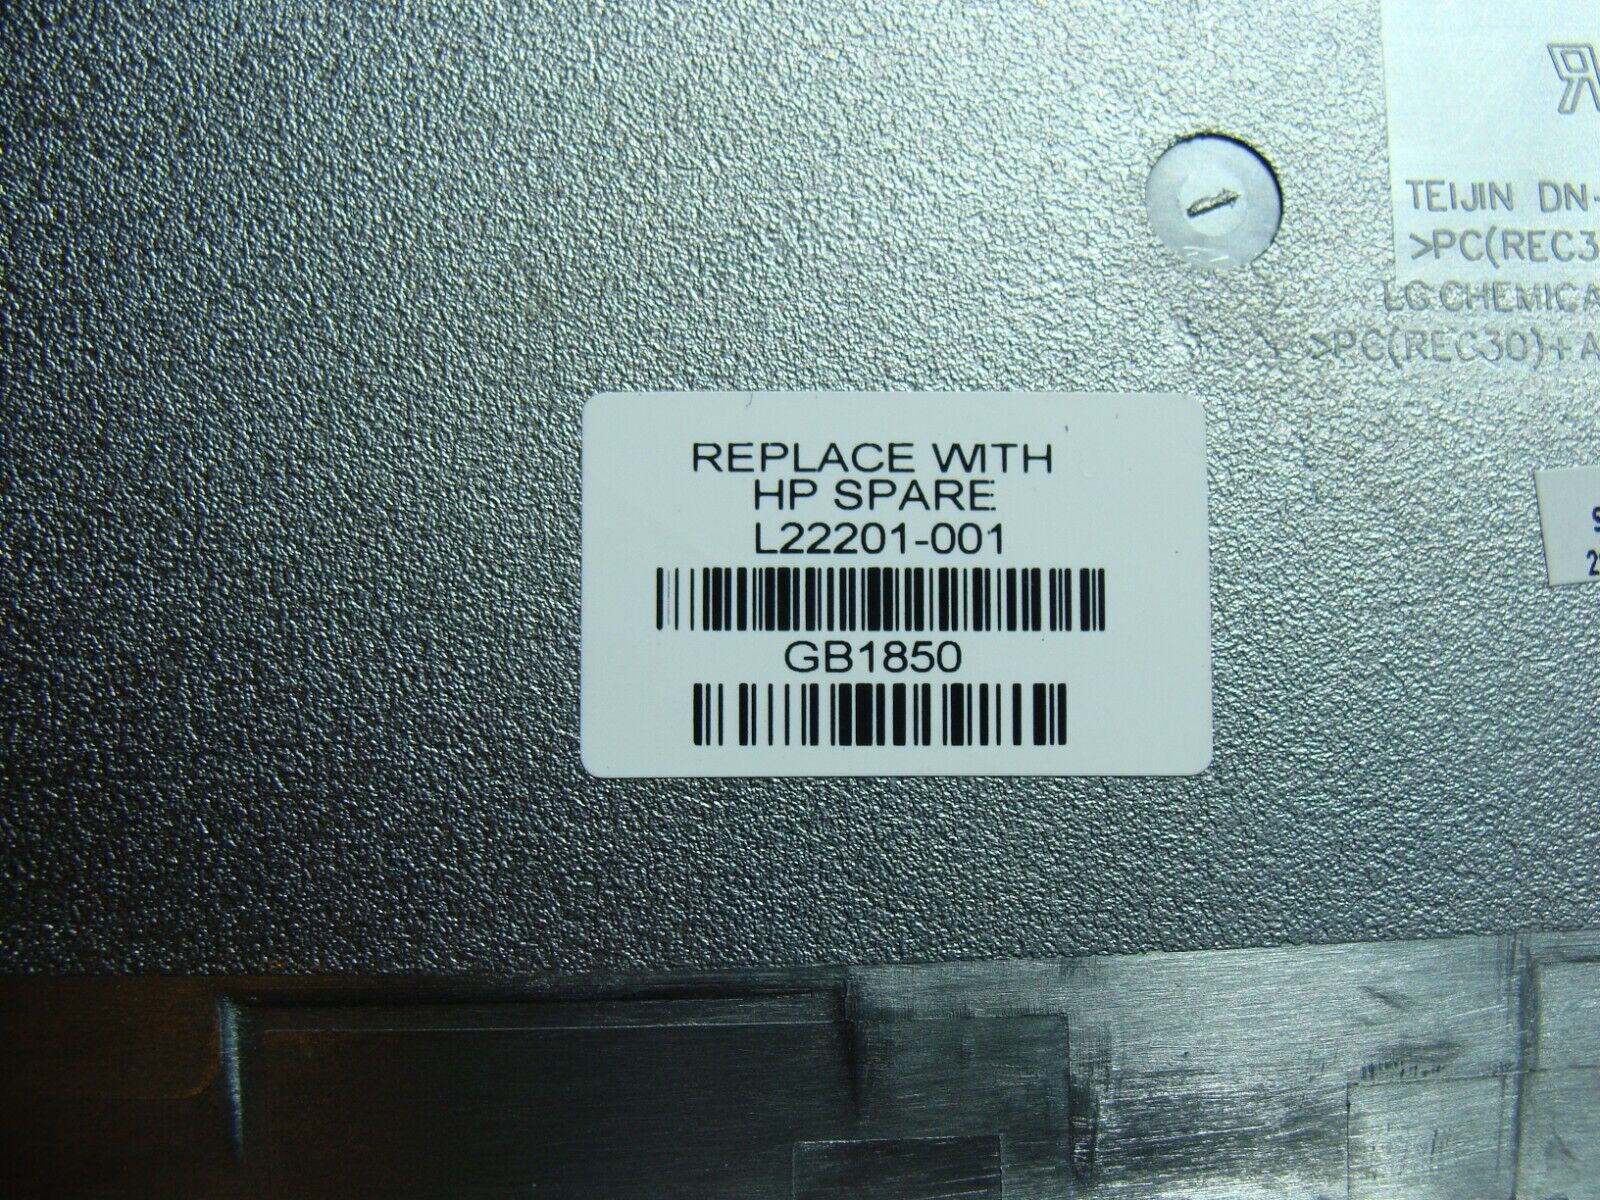 TEIJIN DN-
>PC(REC3
LG CHEMICA
>PC(REC30)+A
REPLACE WITH
HP SPARE
L22201-001
GB1850
S